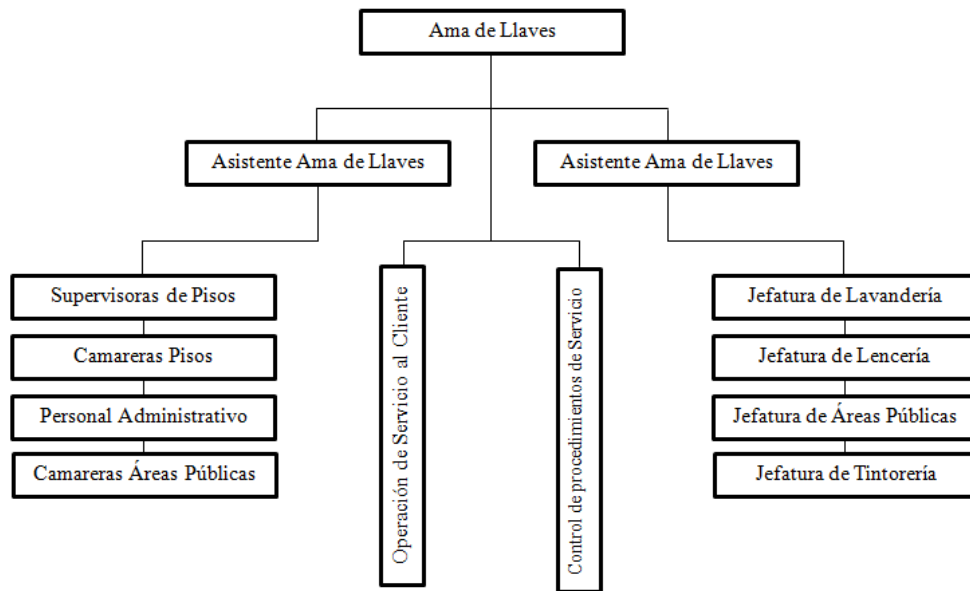 Ama de Llaves
Asistente Ama de Llaves
Asistente Ama de Llaves
Supervisoras de Pisos
Camareras Pisos
Personal Administrativo
Camareras Áreas Públicas
Operación de Servicio al Cliente
Control de procedimientos de Servicio
Jefatura de Lavandería
Jefatura de Lencería
Jefatura de Áreas Públicas
Jefatura de Tintorería